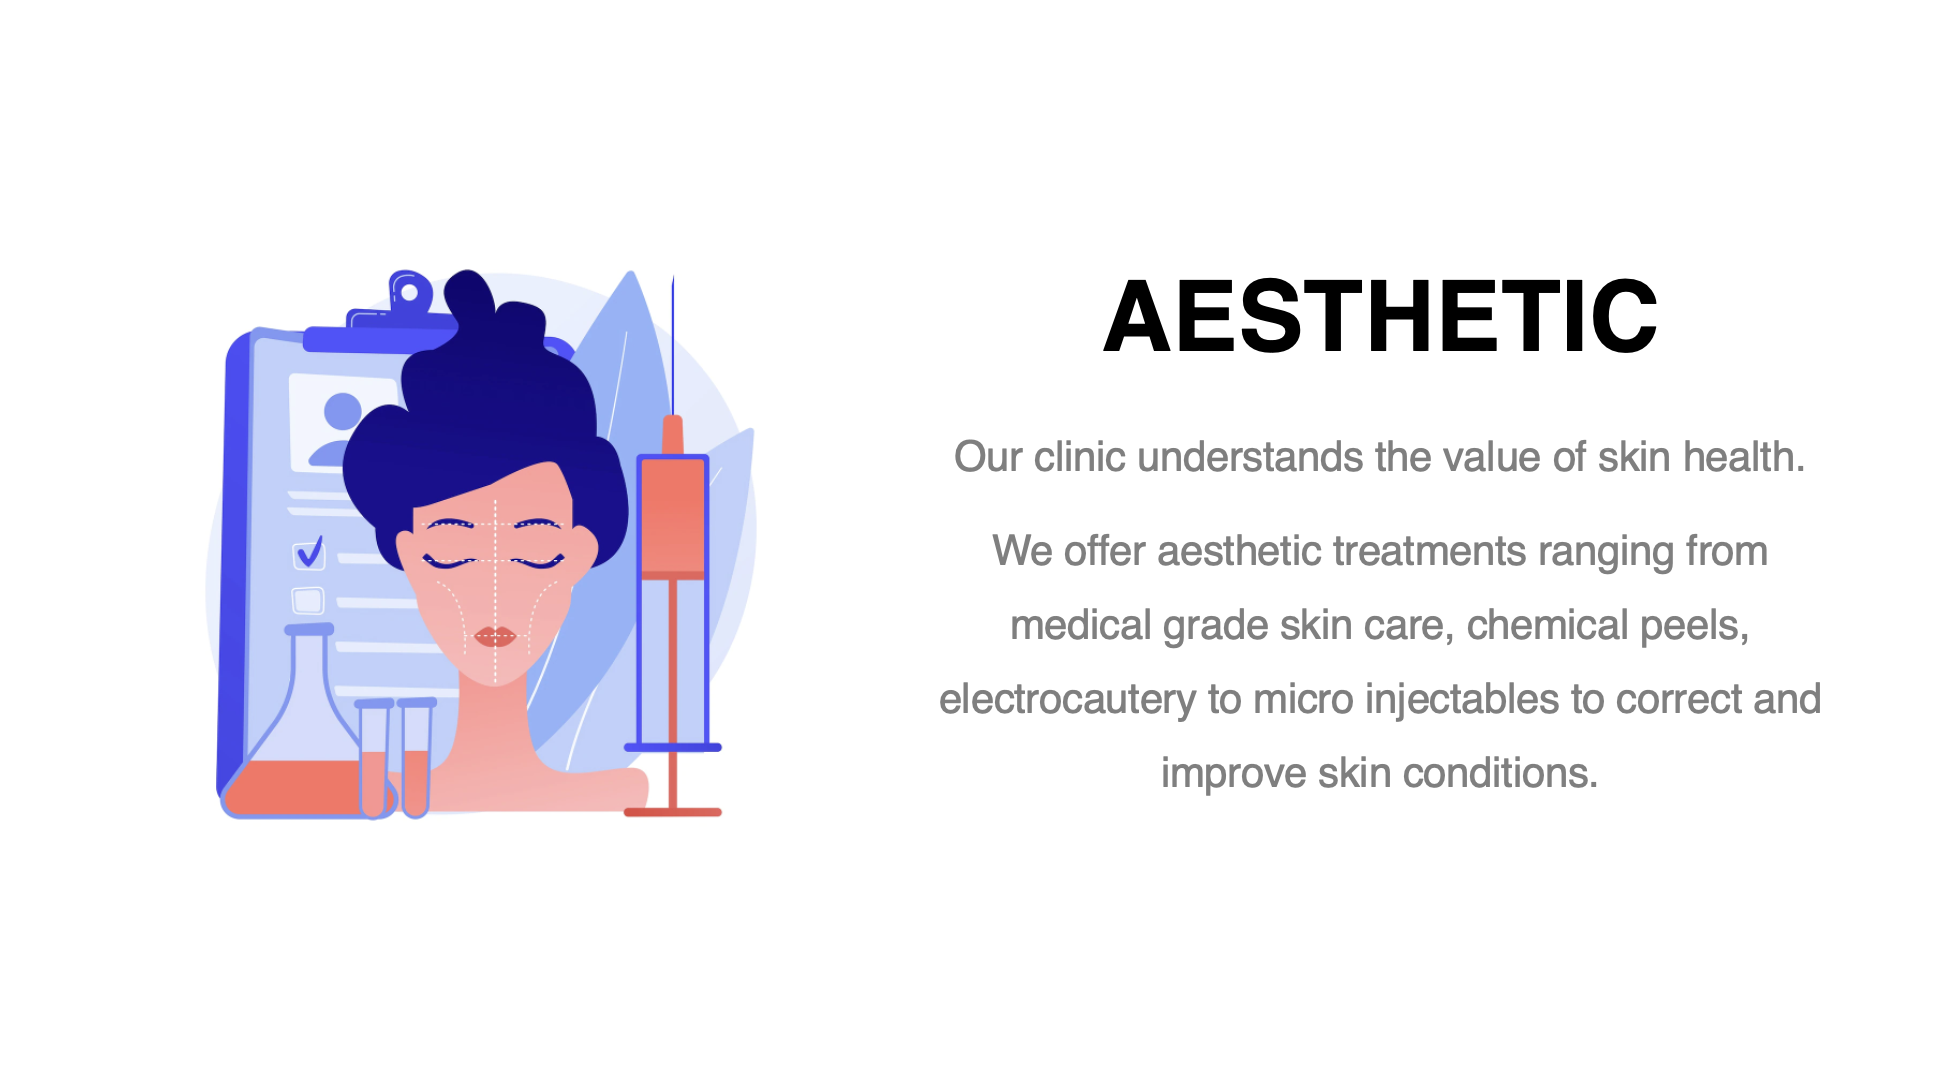 AESTHETIC
Our clinic understands the value of skin health.
We offer aesthetic treatments ranging from
medical grade skin care, chemical peels,
electrocautery to micro injectables to correct and
improve skin conditions.